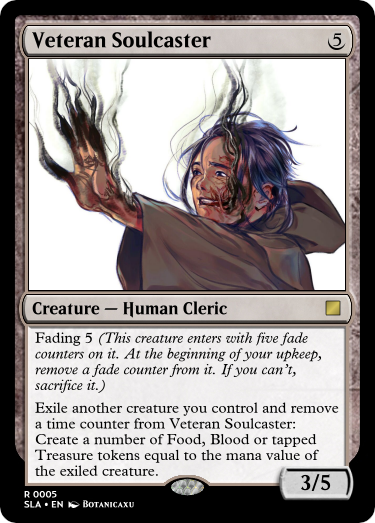 Veteran Soulcaster 5
Creature — Human Cleric
Fading 5 (This creature enters with five fade
counters on it. At the beginning of your upkeep,
remove a fade counter from it. If you can't,
sacrifice it.)
Exile another creature you control and remove
a time counter from Veteran Soulcaster:
Create a number of Food, Blood or tapped
Treasure tokens equal to the mana value of
the exiled creature.
3/5
R 0005
SLA • EN Botanicaxu